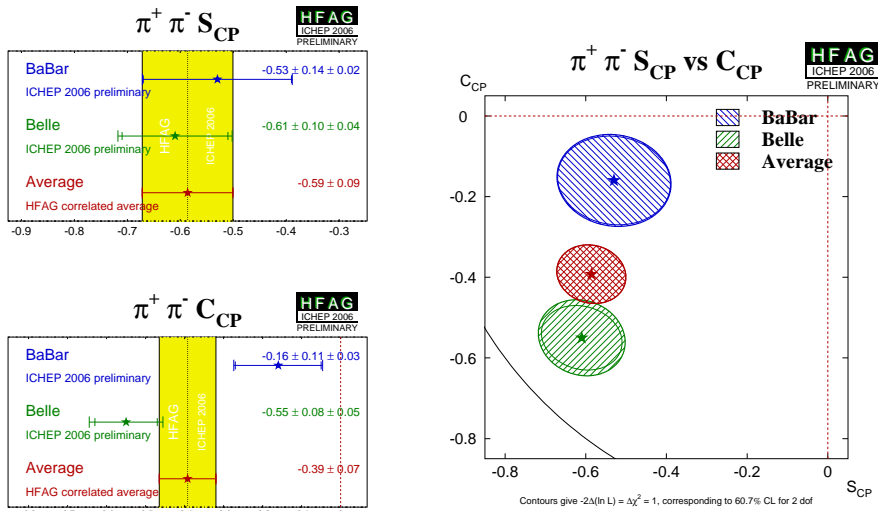 π+ π- SCP
HFAG
ICHEP 2006
PRELIMINARY
BaBar
ICHEP 2006 preliminary
-0.53 ± 0.14 ± 0.02
Belle
ICHEP 2006 preliminary
-0.61 ± 0.10 ± 0.04
Average
HFAG correlated average
-0.59 ± 0.09
HFAG
ICHEP 2006
-0.9 -0.8 -0.7 -0.6 -0.5 -0.4 -0.3
π+ π- CCP
HFAG
ICHEP 2006
PRELIMINARY
BaBar
ICHEP 2006 preliminary
-0.16 ± 0.11 ± 0.03
Belle
ICHEP 2006 preliminary
-0.55 ± 0.08 ± 0.05
Average
HFAG correlated average
-0.39 ± 0.07
HFAG
ICHEP 2006
π+ π- SCP vs CCP
HFAG
ICHEP 2006
PRELIMINARY
CCP
BaBar
Belle
Average
0
-0.2
-0.4
-0.6
-0.8
-0.8 -0.6 -0.4 -0.2 0
SCP
Contours give -2Δ(ln L) = Δχ2 = 1, corresponding to 60.7% CL for 2 dof